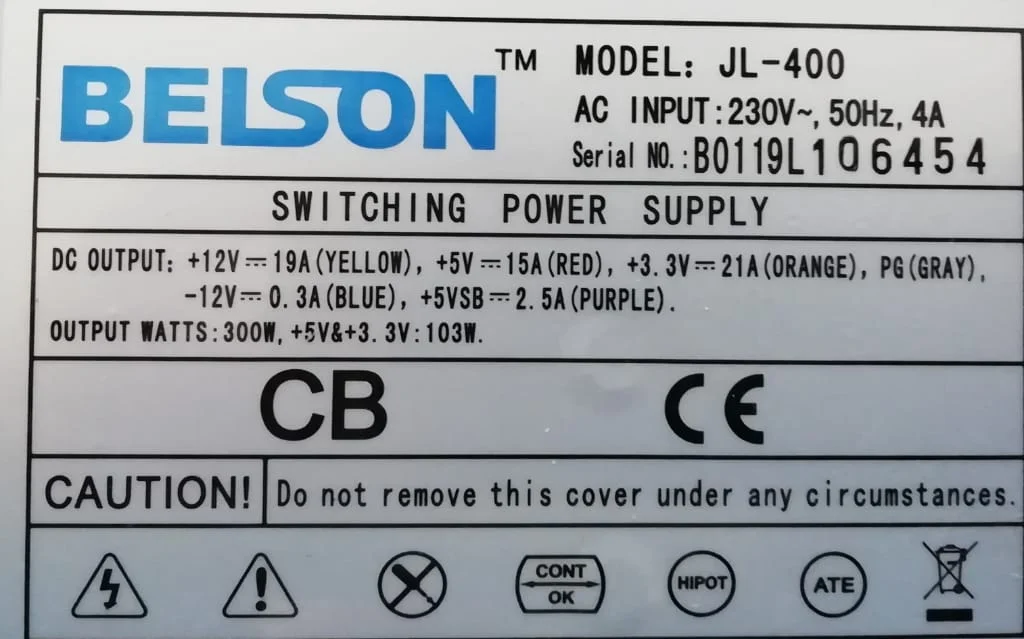 BELSON™
MODEL: JL-400
AC INPUT:230V~, 50Hz, 4A
Serial NO.:B0119L106454
SWITCHING POWER SUPPLY
DC OUTPUT: +12V⎓19A(YELLOW), +5V⎓15A(RED), +3.3V⎓21A(ORANGE), PG(GRAY),
-12V⎓0.3A(BLUE), +5VSB⎓2.5A(PURPLE).
OUTPUT WATTS:300W, +5V&+3.3V:103W.
CB CE
CAUTION! Do not remove this cover under any circumstances.
CONT
OK
HIPOT
ATE